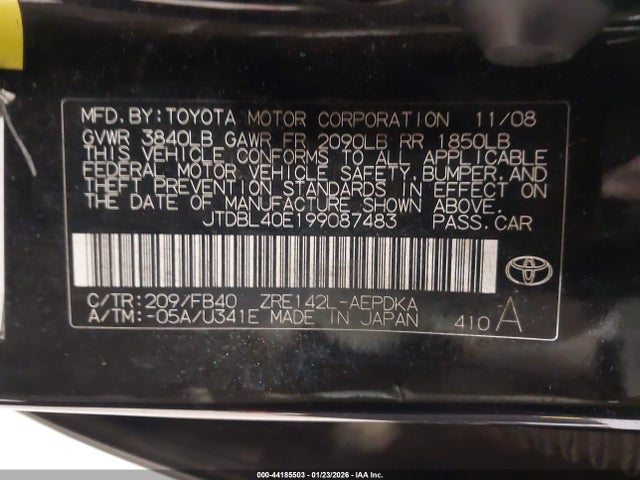 MFD. BY: TOYOTA MOTOR CORPORATION 11/08
GVWR 3840LB GAWR FR 2090LB RR 1850LB
THIS VEHICLE CONFORMS TO ALL APPLICABLE
FEDERAL MOTOR VEHICLE SAFETY, BUMPER, AND
THEFT PREVENTION STANDARDS IN EFFECT ON
THE DATE OF MANUFACTURE SHOWN ABOVE.
JTDBL40E199087483 PASS. CAR
C/TR: 209/FB40 ZRE142L-AEPDKA
A/TM: -05A/U341E MADE IN JAPAN 410 A
000-44185503 - 01/23/2026 - IAA Inc.